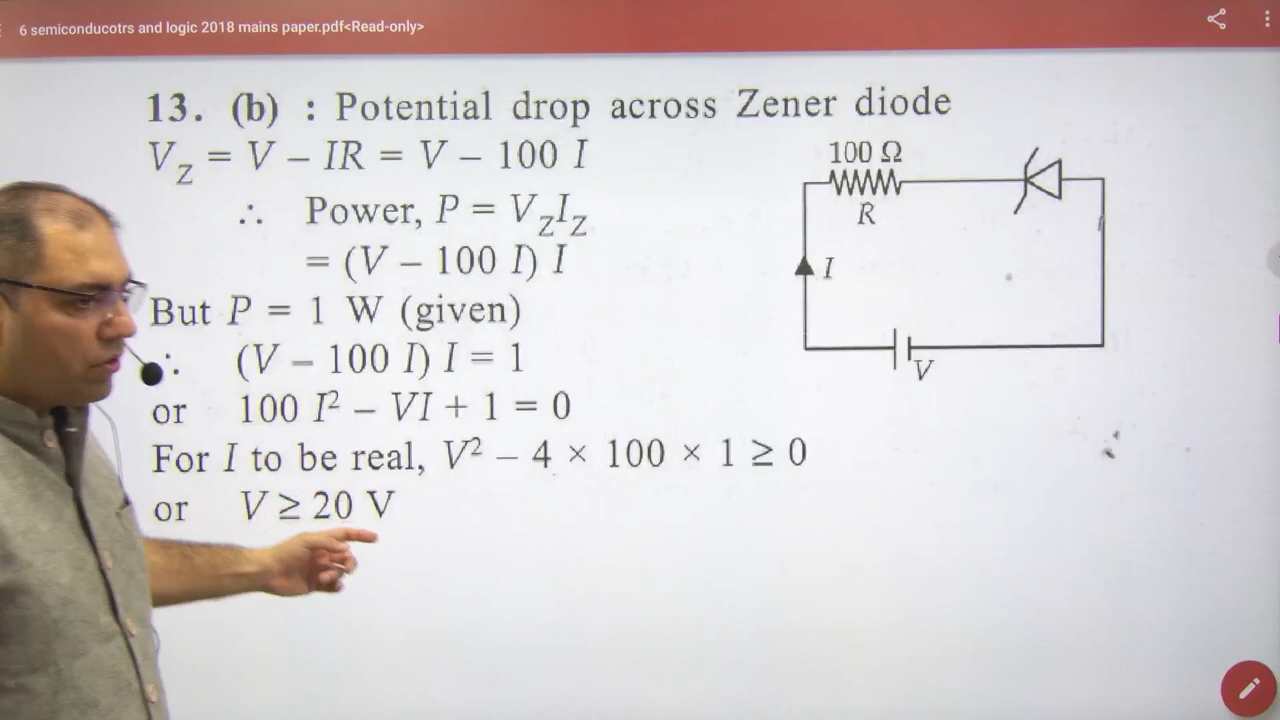 6 semiconducotrs and logic 2018 mains paper.pdf<Read-only>
13. (b) : Potential drop across Zener diode
V_Z = V – IR = V – 100 I
∴ Power, P = V_Z I_Z
= (V – 100 I) I
But P = 1 W (given)
∴ (V – 100 I) I = 1
or 100 I² – VI + 1 = 0
For I to be real, V² – 4 × 100 × 1 ≥ 0
or V ≥ 20 V
100 Ω
R
I
V